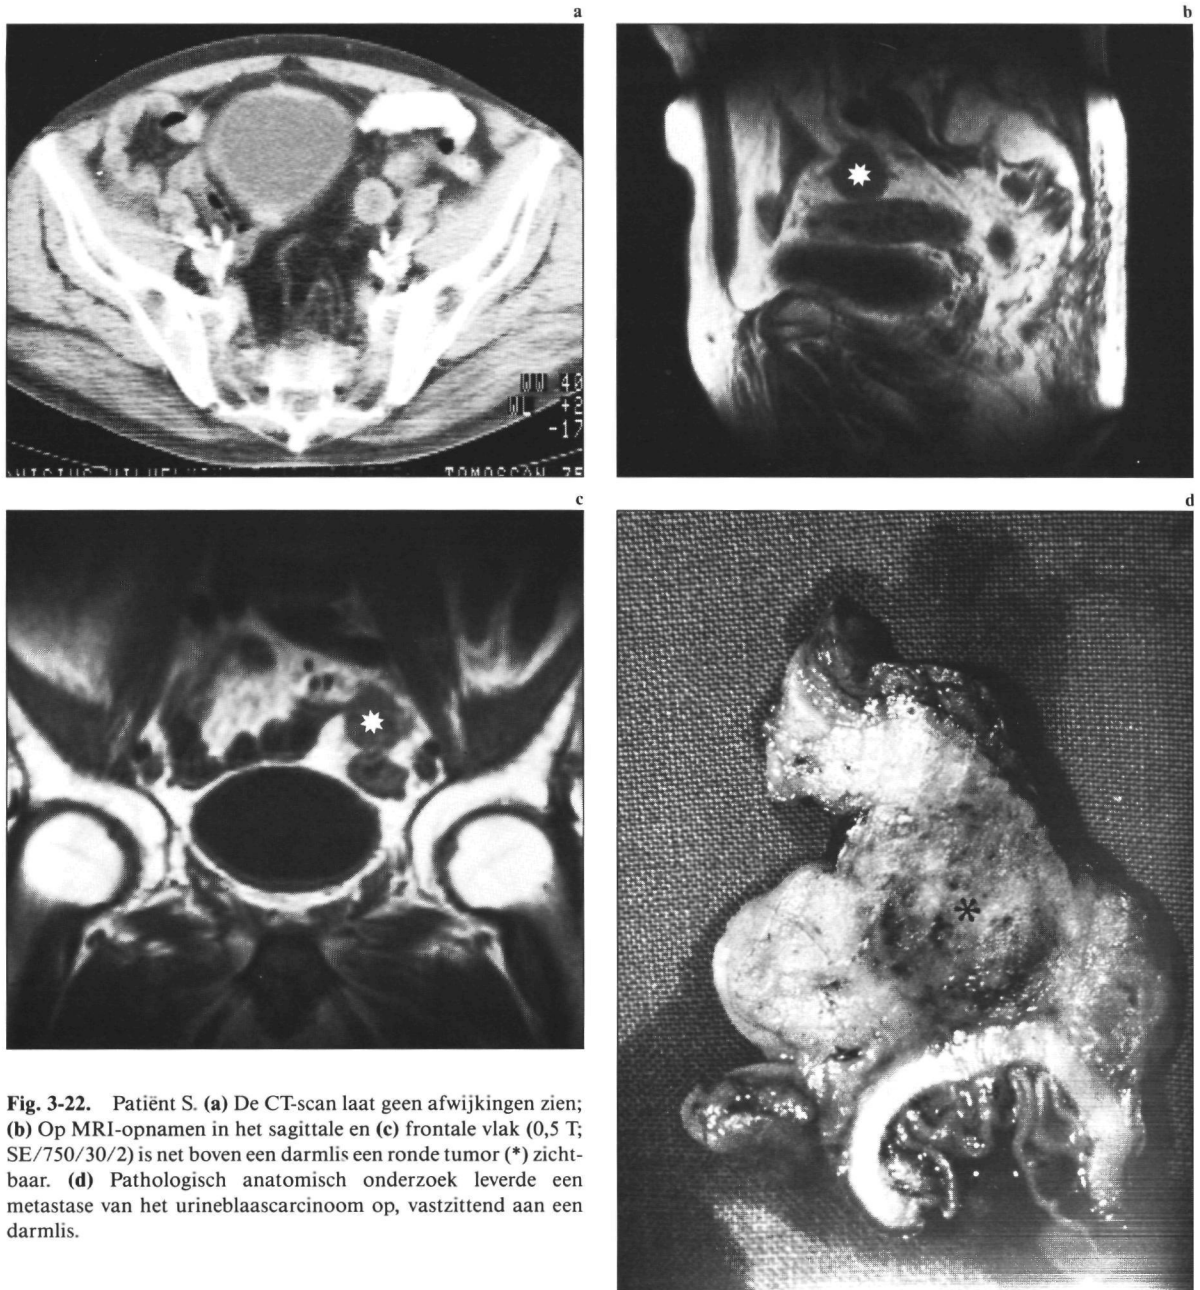 a
b
WW 40
WL +2
-17
TOMOSCAN 75
c
d
*
Fig. 3-22. Patiënt S. (a) De CT-scan laat geen afwijkingen zien;
(b) Op MRI-opnamen in het sagittale en (c) frontale vlak (0,5 T;
SE/750/30/2) is net boven een darmlis een ronde tumor (*) zicht-
baar. (d) Pathologisch anatomisch onderzoek leverde een
metastase van het urineblaascarcinoom op, vastzittend aan een
darmlis.